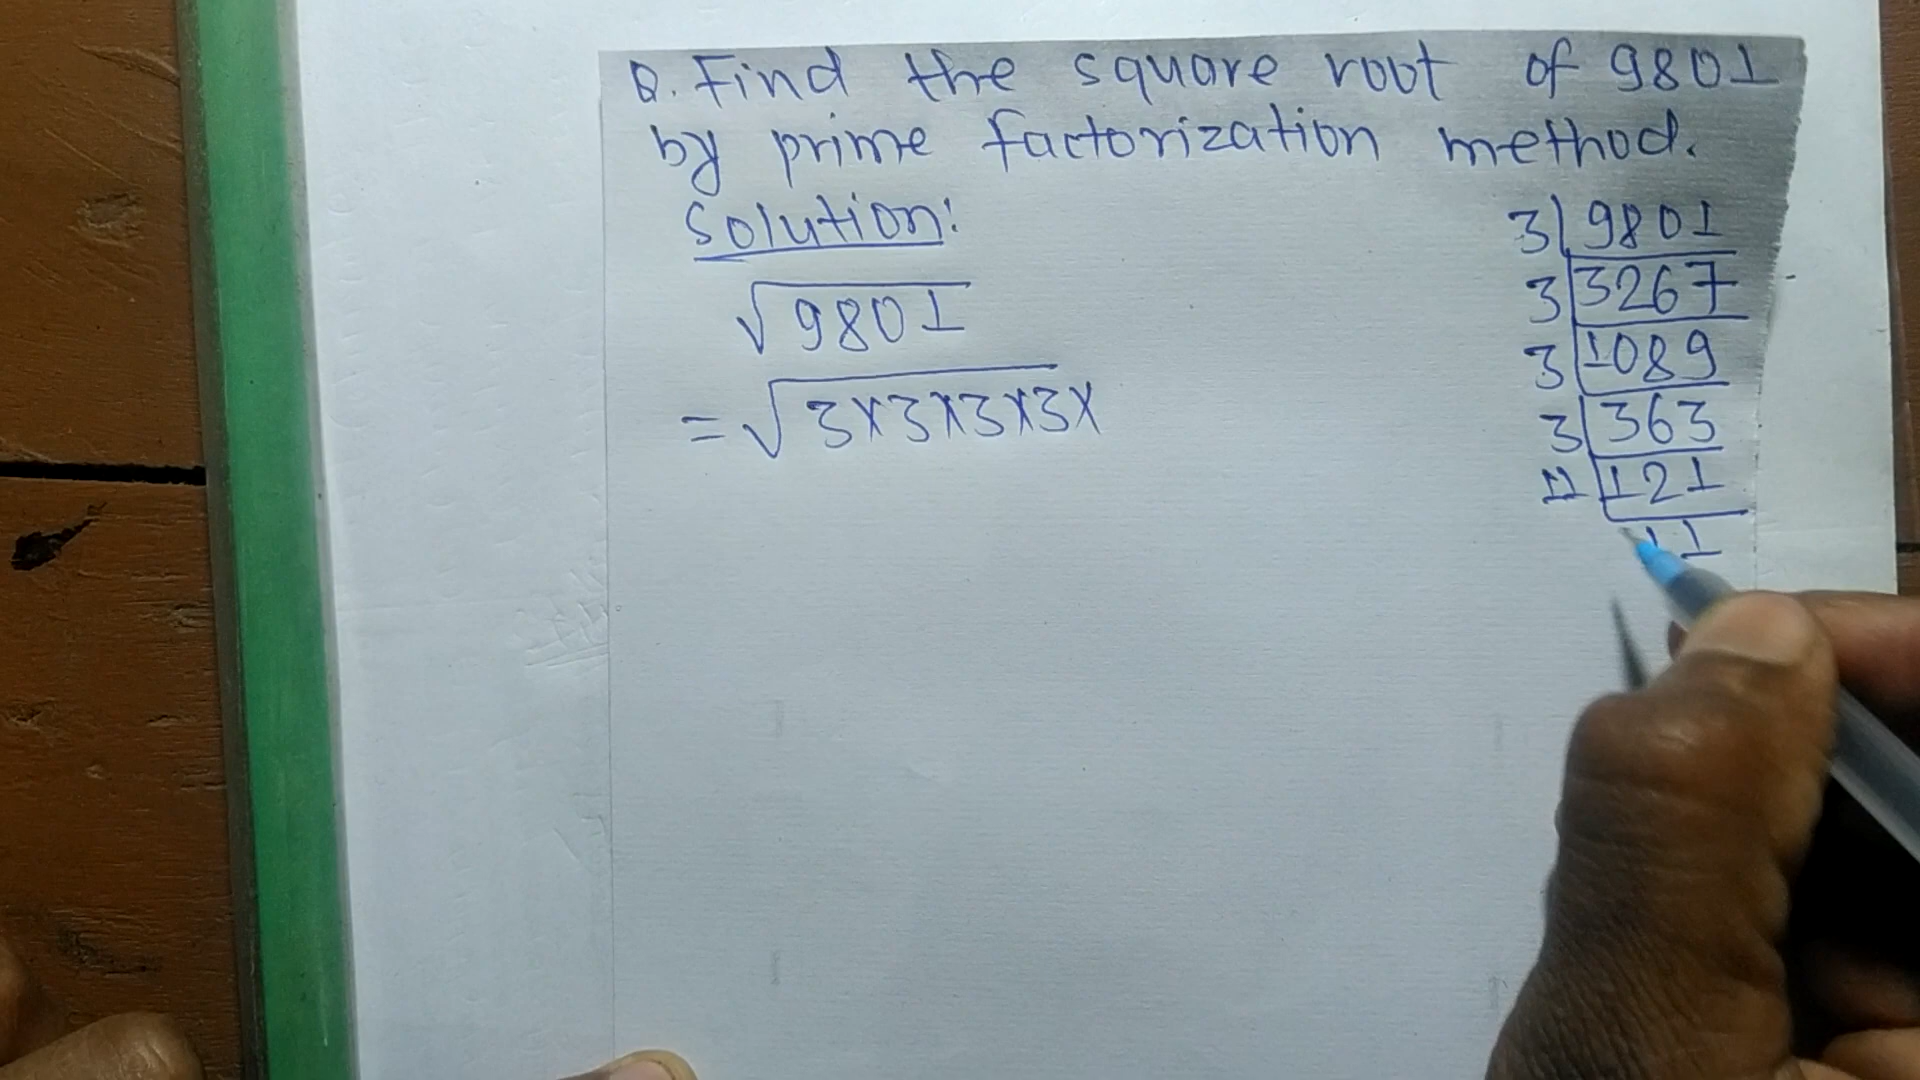 Q. Find the square root of 9801
by prime factorization method.
Solution:
√9801
= √3×3×3×3×
3 | 9801
3 | 3267
3 | 1089
3 | 363
11 | 121
11